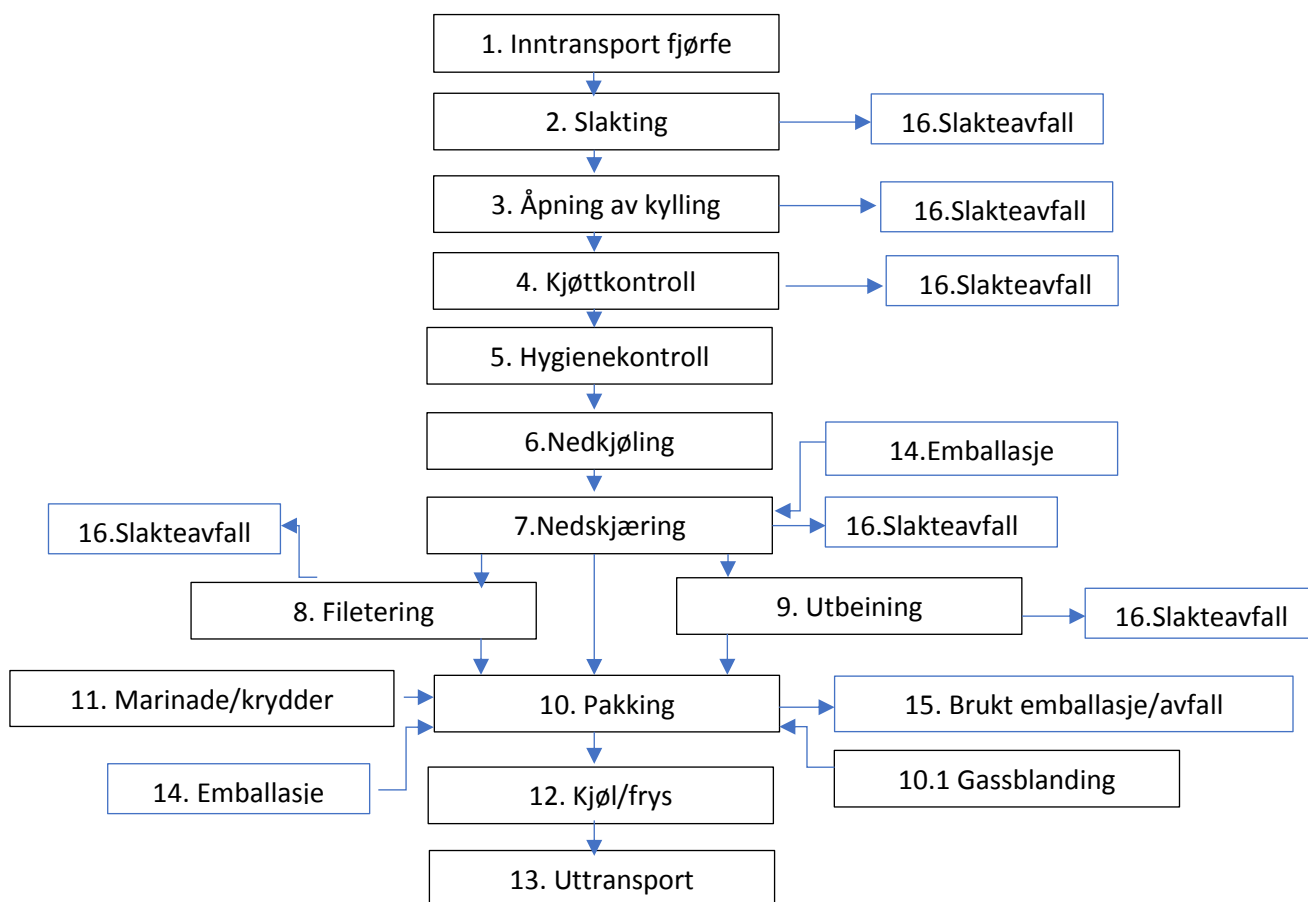 1. Inntransport fjørfe
2. Slakting
16.Slakteavfall
3. Åpning av kylling
16.Slakteavfall
4. Kjøttkontroll
16.Slakteavfall
5. Hygienekontroll
6.Nedkjøling
14.Emballasje
16.Slakteavfall
7.Nedskjæring
16.Slakteavfall
8. Filetering
9. Utbeining
16.Slakteavfall
11. Marinade/krydder
10. Pakking
15. Brukt emballasje/avfall
14. Emballasje
12. Kjøl/frys
10.1 Gassblanding
13. Uttransport